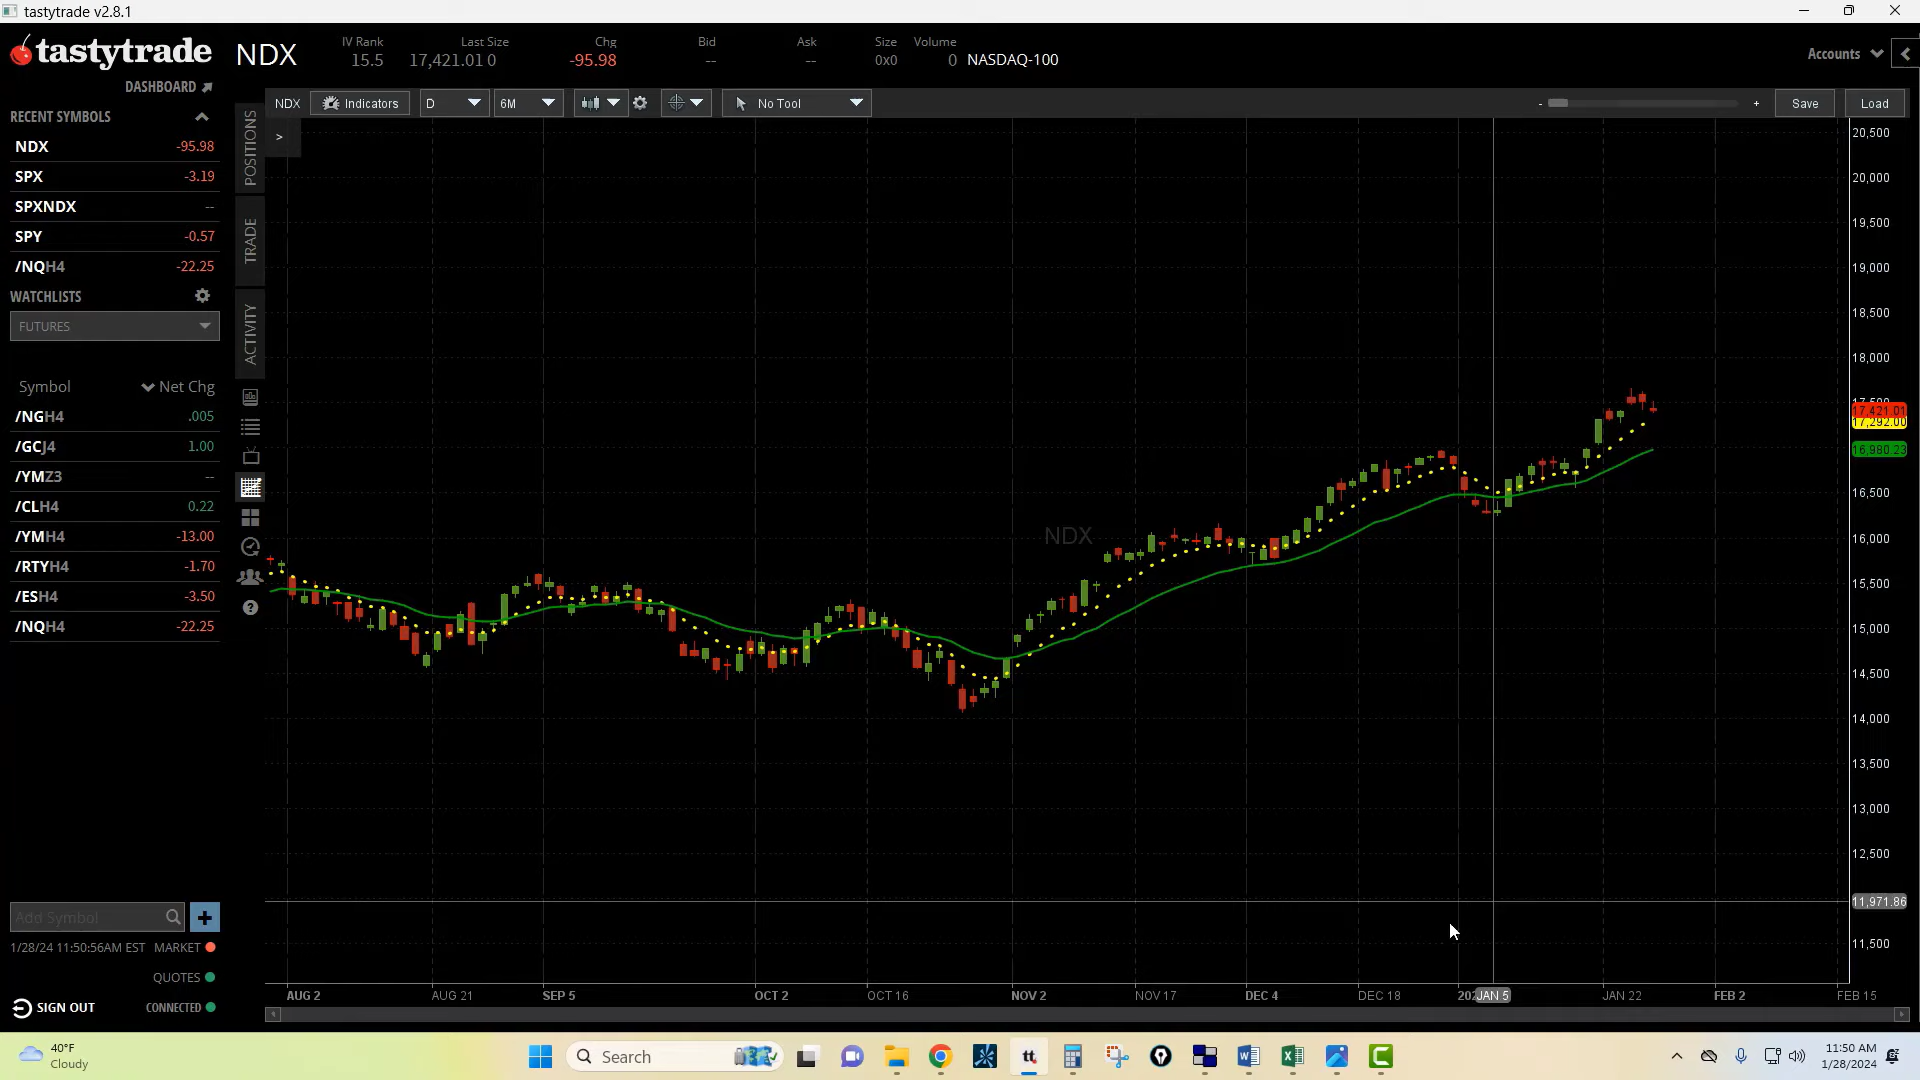 tastytrade v2.8.1
tastytrade
NDX
IV Rank
Last Size
Chg
Bid
Ask
Size
Volume
15.5
17,421.01 0
-95.98
--
--
0x0
0
NASDAQ-100
Accounts
DASHBOARD
RECENT SYMBOLS
NDX -95.98
SPX -3.19
SPXNDX --
SPY -0.57
/NQH4 -22.25
WATCHLISTS
FUTURES
Symbol Net Chg
/NGH4 .005
/GCJ4 1.00
/YMZ3 --
/CLH4 0.22
/YMH4 -13.00
/RTYH4 -1.70
/ESH4 -3.50
/NQH4 -22.25
Add Symbol
1/28/24 11:50:56AM EST MARKET
QUOTES
SIGN OUT CONNECTED
POSITIONS
TRADE
ACTIVITY
NDX Indicators D 6M No Tool - + Save Load
>
NDX
20,500
20,000
19,500
19,000
18,500
18,000
17,421.01
17,292.00
16,980.23
16,500
16,000
15,500
15,000
14,500
14,000
13,500
13,000
12,500
11,971.86
11,500
AUG 2 AUG 21 SEP 5 OCT 2 OCT 16 NOV 2 NOV 17 DEC 4 DEC 18 JAN 5 JAN 22 FEB 2 FEB 15
40°F
Cloudy
Search
tt
11:50 AM
1/28/2024